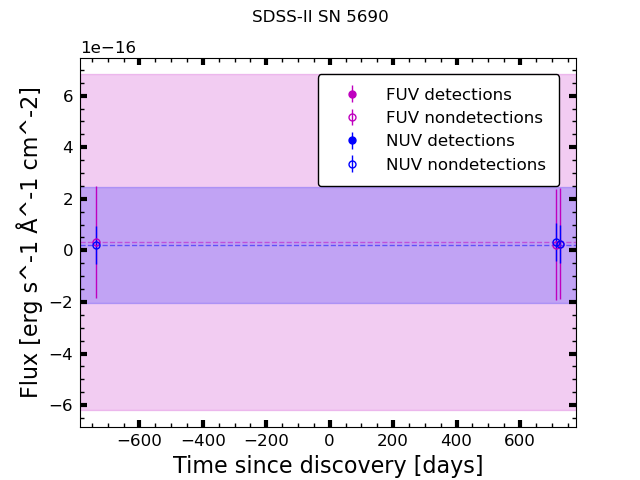 SDSS-II SN 5690
1e−16
FUV detections
FUV nondetections
NUV detections
NUV nondetections
6
4
2
0
−2
−4
−6
Flux [erg s^-1 Å^-1 cm^-2]
−600 −400 −200 0 200 400 600
Time since discovery [days]